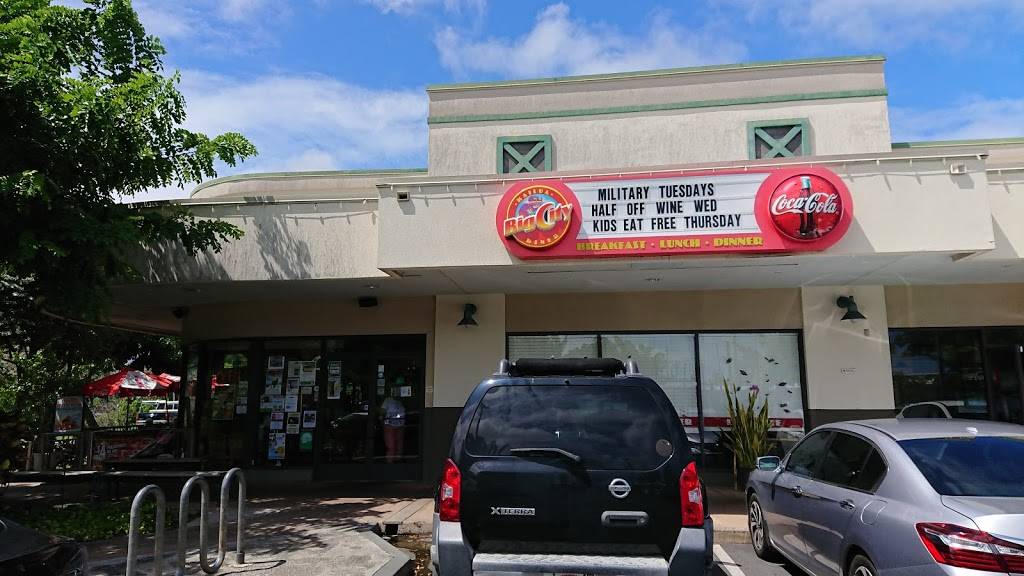 MILITARY TUESDAYS
HALF OFF WINE WED
KIDS EAT FREE THURSDAY
Big City
DINER
Coca-Cola
BREAKFAST · LUNCH · DINNER
XTERRA